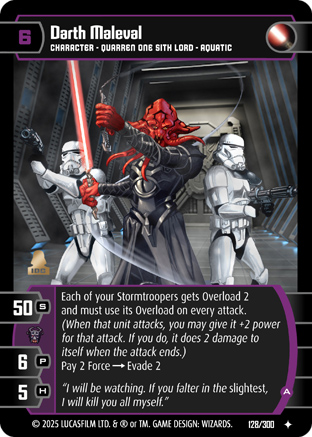 6 Darth Maleval
CHARACTER · QUARREN ONE SITH LORD · AQUATIC
100
50 S
6 P
5 H
Each of your Stormtroopers gets Overload 2
and must use its Overload on every attack.
(When that unit attacks, you may give it +2 power
for that attack. If you do, it does 2 damage to
itself when the attack ends.)
Pay 2 Force → Evade 2
“I will be watching. If you falter in the slightest,
I will kill you all myself.”
A
© 2025 LUCASFILM LTD. & ® or TM. GAME DESIGN: WIZARDS. 128/300